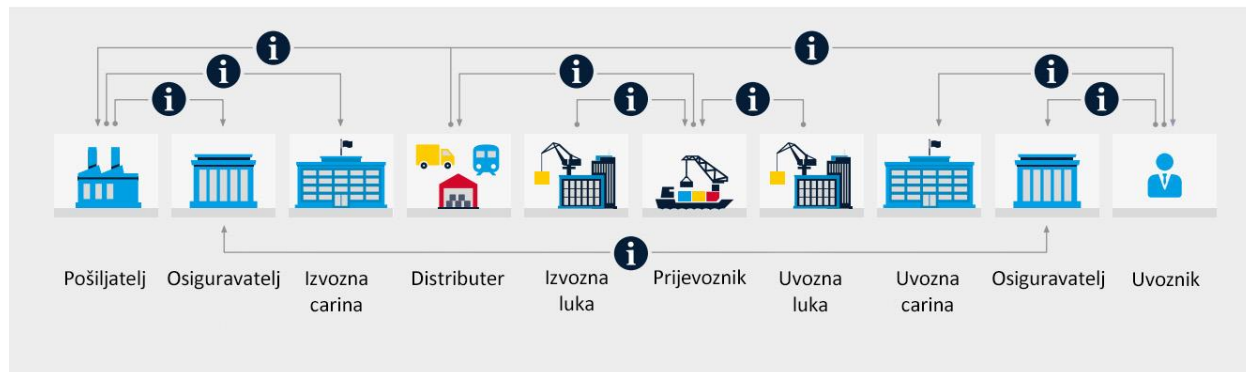 i
i
i
i
i
i
i
i
i
Pošiljatelj
Osiguravatelj
Izvozna
carina
Distributer
Izvozna
luka
Prijevoznik
Uvozna
luka
Uvozna
carina
Osiguravatelj
Uvoznik
i